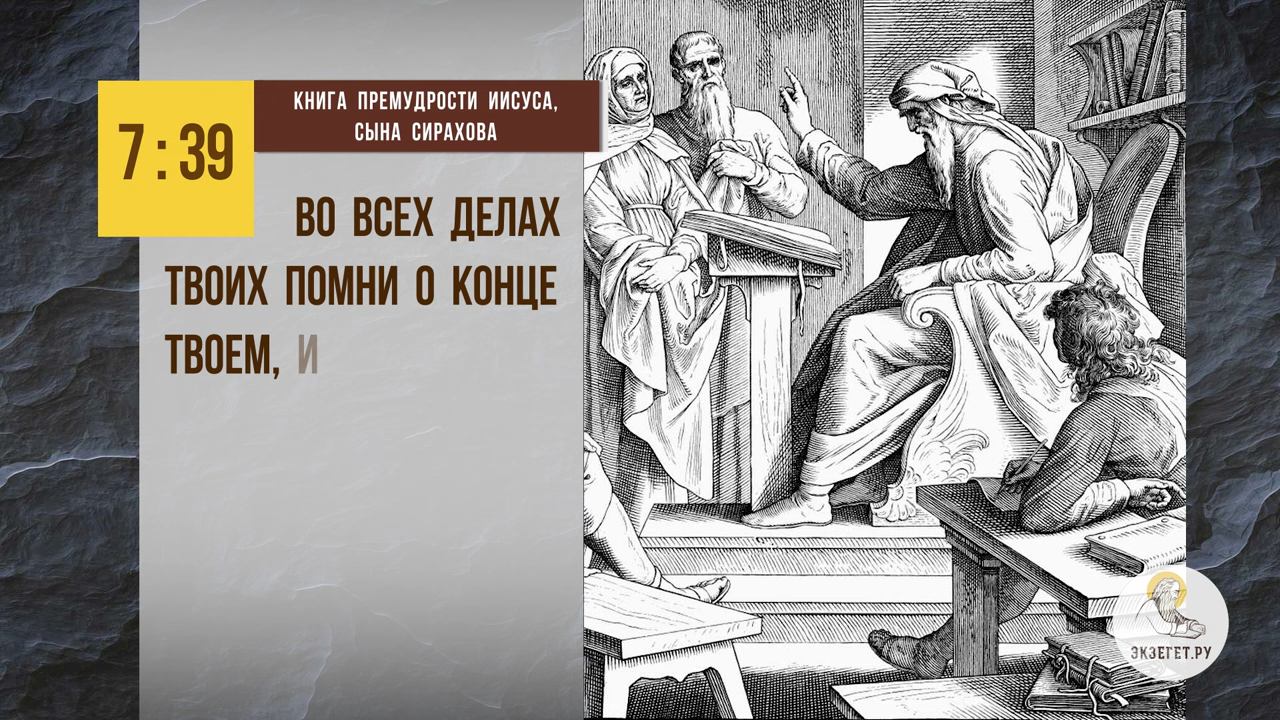 7:39
КНИГА ПРЕМУДРОСТИ ИИСУСА,
СЫНА СИРАХОВА
ВО ВСЕХ ДЕЛАХ
ТВОИХ ПОМНИ О КОНЦЕ
ТВОЕМ, И
ЭКЗЕГЕТ.РУ